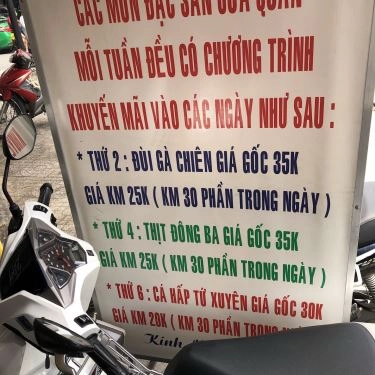 CÁC MÓN ĐẶC SẢN CỦA QUÁN
MỖI TUẦN ĐỀU CÓ CHƯƠNG TRÌNH
KHUYẾN MÃI VÀO CÁC NGÀY NHƯ SAU :
* THỨ 2 : ĐÙI GÀ CHIÊN GIÁ GỐC 35K
GIÁ KM 25K ( KM 30 PHẦN TRONG NGÀY )
* THỨ 4 : THỊT ĐÔNG BA GIÁ GỐC 35K
GIÁ KM 25K ( KM 30 PHẦN TRONG NGÀY )
* THỨ 6 : CÁ HẤP TỨ XUYÊN GIÁ GỐC 30K
GIÁ KM 20K ( KM 30 PHẦN TRONG NGÀY
Kính